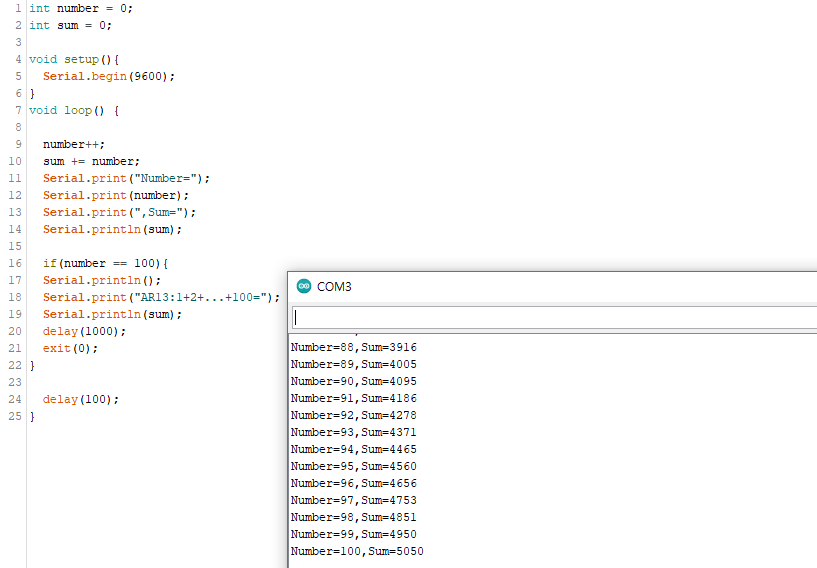 1 int number = 0;
2 int sum = 0;
3
4 void setup(){
5   Serial.begin(9600);
6 }
7 void loop() {
8
9   number++;
10   sum += number;
11   Serial.print("Number=");
12   Serial.print(number);
13   Serial.print(",Sum=");
14   Serial.println(sum);
15
16   if(number == 100){
17   Serial.println();
18   Serial.print("AR13:1+2+...+100=");
19   Serial.println(sum);
20   delay(1000);
21   exit(0);
22 }
23
24   delay(100);
25 }
COM3
Number=88,Sum=3916
Number=89,Sum=4005
Number=90,Sum=4095
Number=91,Sum=4186
Number=92,Sum=4278
Number=93,Sum=4371
Number=94,Sum=4465
Number=95,Sum=4560
Number=96,Sum=4656
Number=97,Sum=4753
Number=98,Sum=4851
Number=99,Sum=4950
Number=100,Sum=5050